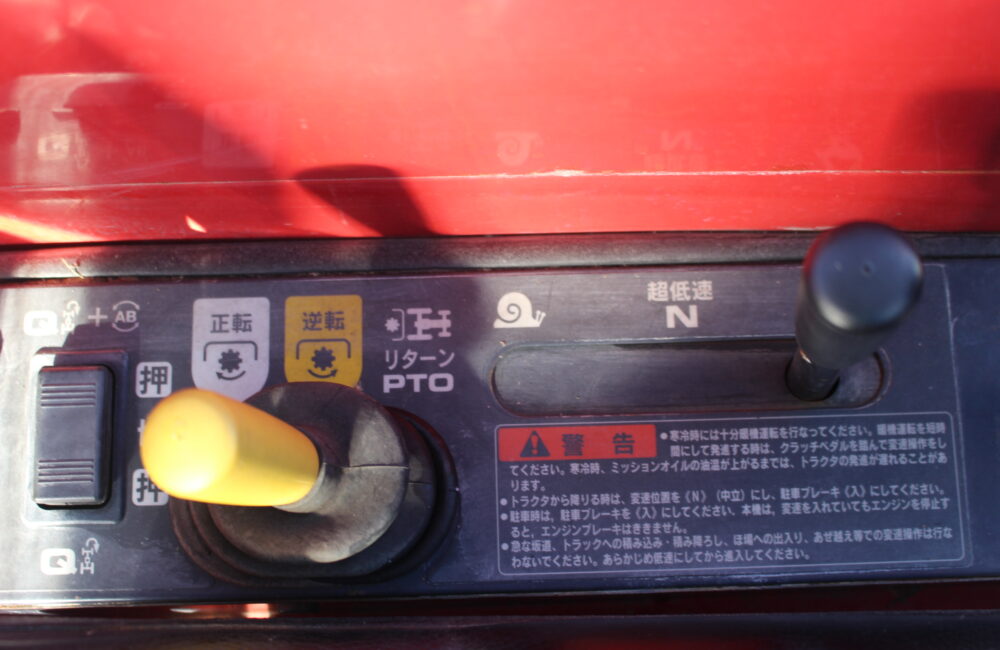 Q + AB
正転
逆転
リターン
PTO
押
押
Q
超低速
N
警告
●寒冷時には十分暖機運転を行なってください。暖機運転を短時
間にして発進する時は、クラッチペダルを踏んで変速操作をし
てください。寒冷時、ミッションオイルの油温が上がるまでは、トラクタの発進が遅れることがあ
ります。
●トラクタから降りる時は、変速位置を《N》(中立)にし、駐車ブレーキ《入》にしてください。
●駐車時は、駐車ブレーキを《入》にしてください。本機は、変速を入れていてもエンジンを停止す
ると、エンジンブレーキはききません。
●急な坂道、トラックへの積み込み・積み降ろし、ほ場への出入り、あぜ越え等での変速操作は行な
わないでください。あらかじめ低速にしてから進入してください。